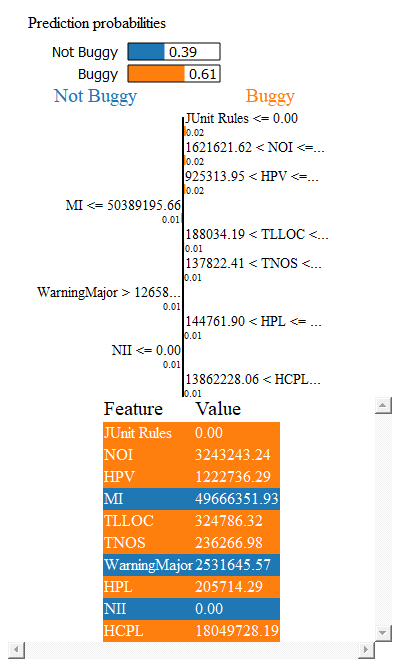 Prediction probabilities
Not Buggy 0.39
Buggy 0.61
Not Buggy Buggy
JUnit Rules <= 0.00
0.02
1621621.62 < NOI <=...
0.02
925313.95 < HPV <=...
0.02
MI <= 50389195.66
0.01
188034.19 < TLLOC <...
0.01
137822.41 < TNOS <...
0.01
WarningMajor > 12658...
0.01
144761.90 < HPL <= ...
0.01
NII <= 0.00
0.01
13862228.06 < HCPL...
0.01
Feature Value
JUnit Rules 0.00
NOI 3243243.24
HPV 1222736.29
MI 49666351.93
TLLOC 324786.32
TNOS 236266.98
WarningMajor 2531645.57
HPL 205714.29
NII 0.00
HCPL 18049728.19